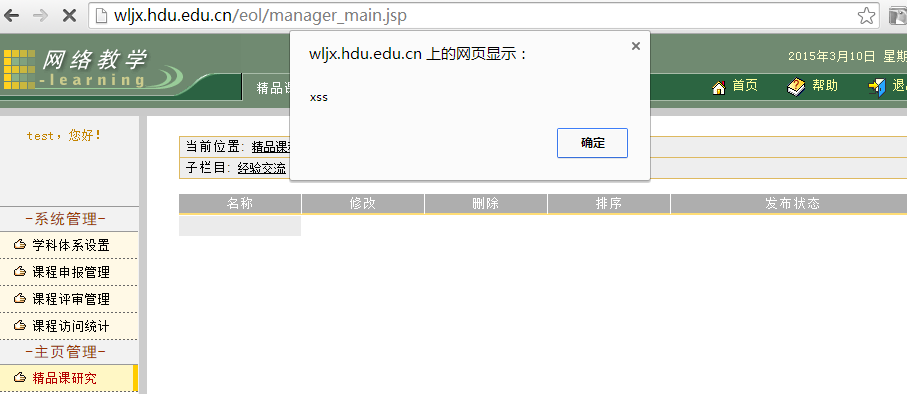 wljx.hdu.edu.cn/eol/manager_main.jsp
网络教学
-learning
2015年3月10日 星期
精品课
首页
帮助
wljx.hdu.edu.cn 上的网页显示：
xss
确定
test，您好！
当前位置: 精品课
子栏目: 经验交流
名称 修改 删除 排序 发布状态
-系统管理-
学科体系设置
课程申报管理
课程评审管理
课程访问统计
-主页管理-
精品课研究